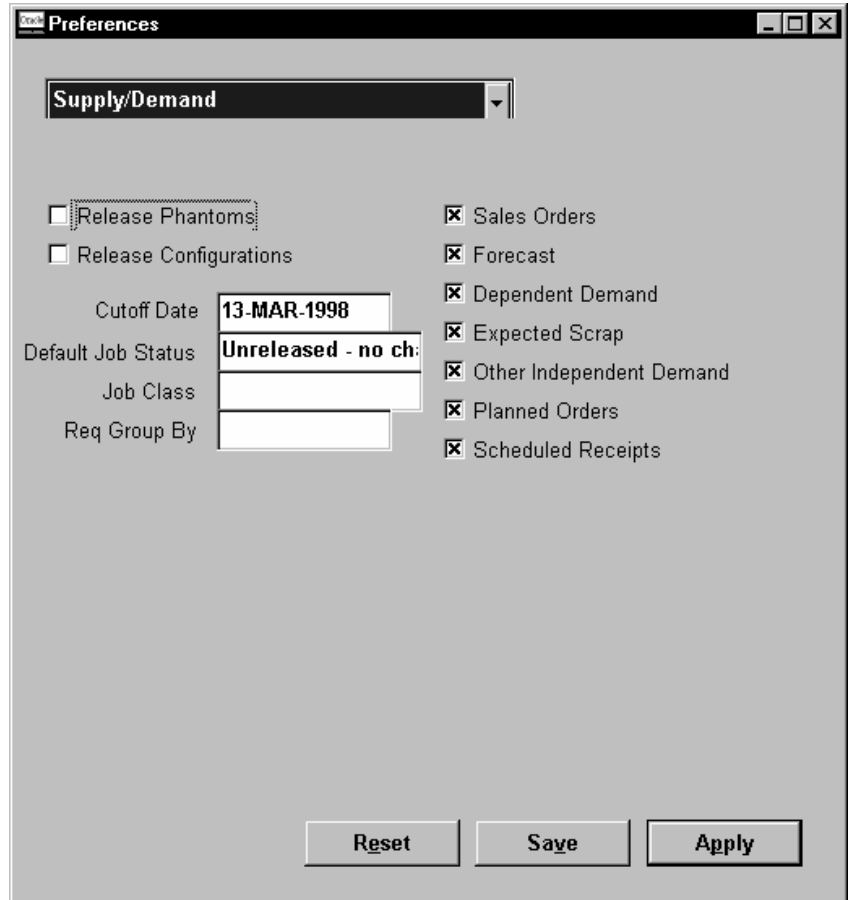 Oracle Preferences
Supply/Demand
Release Phantoms
Release Configurations
Cutoff Date 13-MAR-1998
Default Job Status Unreleased - no cha
Job Class
Req Group By
Sales Orders
Forecast
Dependent Demand
Expected Scrap
Other Independent Demand
Planned Orders
Scheduled Receipts
Reset Save Apply